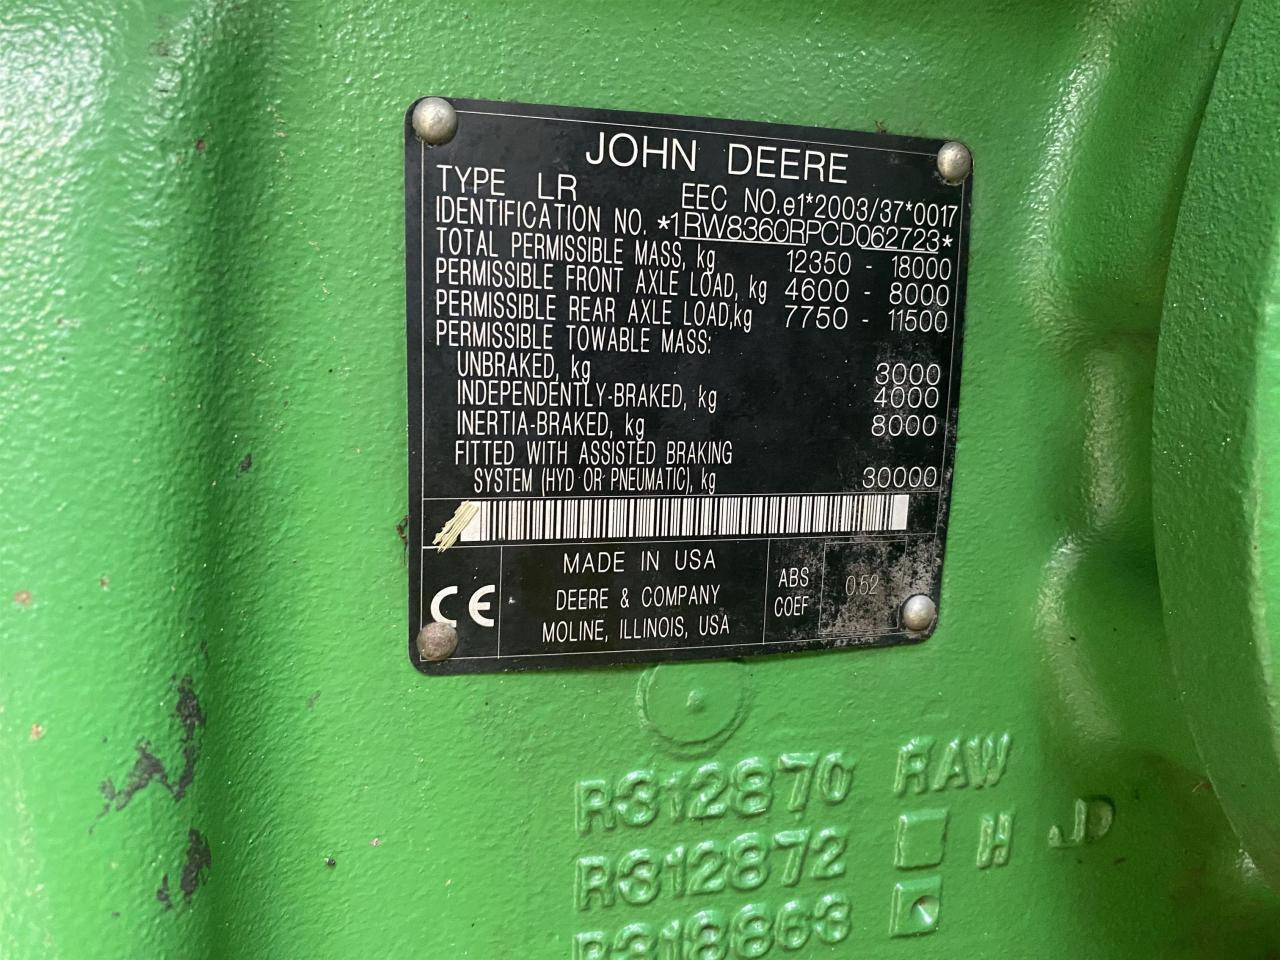 JOHN DEERE
TYPE LR EEC NO.e1*2003/37*0017
IDENTIFICATION NO. *1RW8360RPCD062723*
TOTAL PERMISSIBLE MASS, kg 12350 - 18000
PERMISSIBLE FRONT AXLE LOAD, kg 4600 - 8000
PERMISSIBLE REAR AXLE LOAD,kg 7750 - 11500
PERMISSIBLE TOWABLE MASS:
UNBRAKED, kg 3000
INDEPENDENTLY-BRAKED, kg 4000
INERTIA-BRAKED, kg 8000
FITTED WITH ASSISTED BRAKING
SYSTEM (HYD OR PNEUMATIC), kg 30000
CE
MADE IN USA
DEERE & COMPANY
MOLINE, ILLINOIS, USA
ABS
COEF
0.52
R312870 RAW
R312872 H JD
R318863